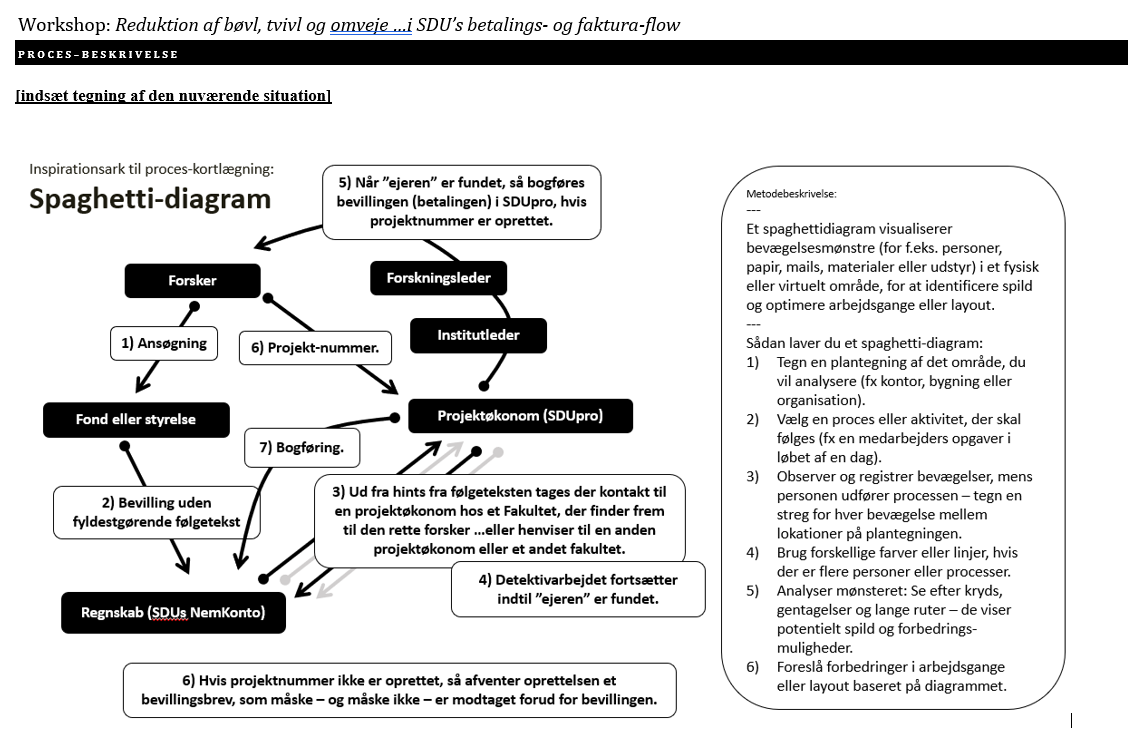 Workshop: Reduktion af bøvl, tvivl og omveje …i SDU's betalings- og faktura-flow
PROCES–BESKRIVELSE
[indsæt tegning af den nuværende situation]
Inspirationsark til proces-kortlægning:
Spaghetti-diagram
5) Når ”ejeren” er fundet, så bogføres
bevillingen (betalingen) i SDUpro, hvis
projektnummer er oprettet.
Forsker
Forskningsleder
Institutleder
1) Ansøgning
6) Projekt-nummer.
Fond eller styrelse
Projektøkonom (SDUpro)
7) Bogføring.
2) Bevilling uden
fyldestgørende følgetekst
3) Ud fra hints fra følgeteksten tages der kontakt til
en projektøkonom hos et Fakultet, der finder frem
til den rette forsker …eller henviser til en anden
projektøkonom eller et andet fakultet.
4) Detektivarbejdet fortsætter
indtil ”ejeren” er fundet.
Regnskab (SDUs NemKonto)
6) Hvis projektnummer ikke er oprettet, så afventer oprettelsen et
bevillingsbrev, som måske – og måske ikke – er modtaget forud for bevillingen.
Metodebeskrivelse:
---
Et spaghettidiagram visualiserer
bevægelsesmønstre (for f.eks. personer,
papir, mails, materialer eller udstyr) i et fysisk
eller virtuelt område, for at identificere spild
og optimere arbejdsgange eller layout.
---
Sådan laver du et spaghetti-diagram:
1) Tegn en plantegning af det område, du
vil analysere (fx kontor, bygning eller
organisation).
2) Vælg en proces eller aktivitet, der skal
følges (fx en medarbejders opgaver i
løbet af en dag).
3) Observer og registrer bevægelser, mens
personen udfører processen – tegn en
streg for hver bevægelse mellem
lokationer på plantegningen.
4) Brug forskellige farver eller linjer, hvis
der er flere personer eller processer.
5) Analyser mønsteret: Se efter kryds,
gentagelser og lange ruter – de viser
potentielt spild og forbedrings-
muligheder.
6) Foreslå forbedringer i arbejdsgange
eller layout baseret på diagrammet.